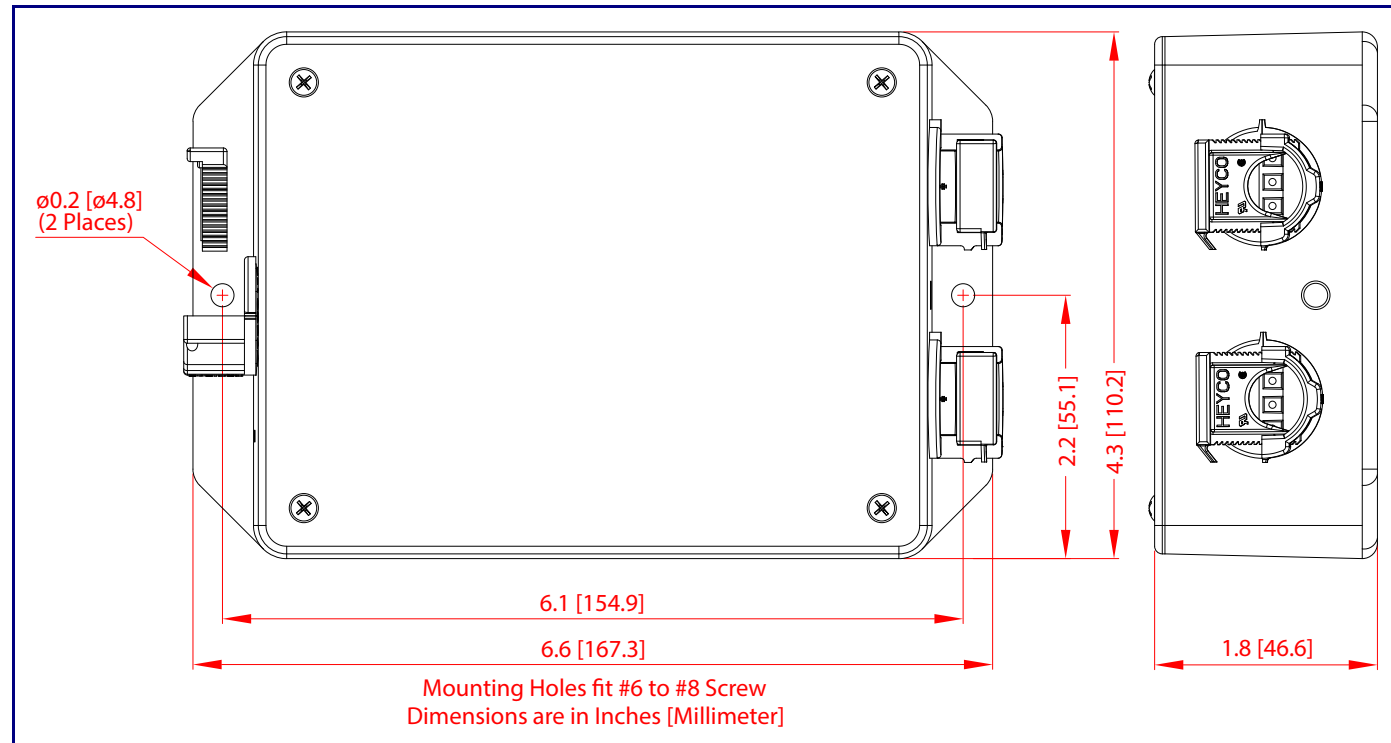 ø0.2 [ø4.8]
(2 Places)
2.2 [55.1]
4.3 [110.2]
HEYCO
HEYCO
6.1 [154.9]
6.6 [167.3]
1.8 [46.6]
Mounting Holes fit #6 to #8 Screw
Dimensions are in Inches [Millimeter]